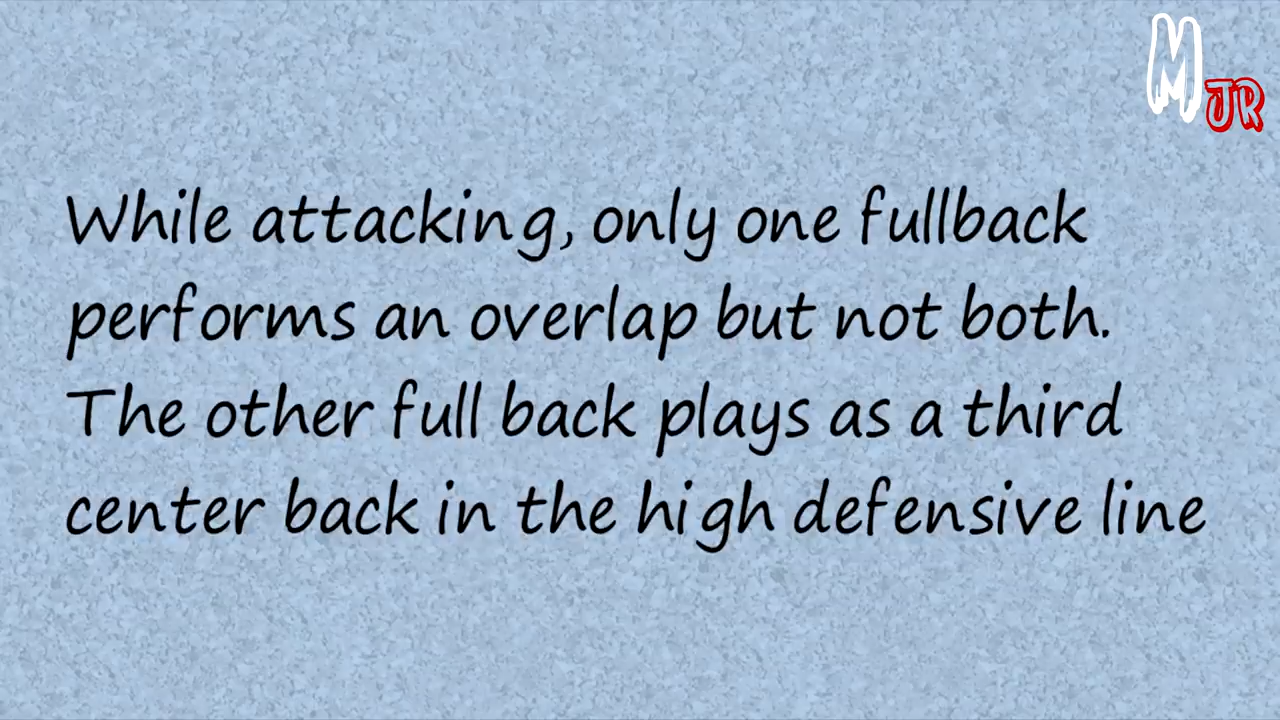 M
JR
While attacking, only one fullback
performs an overlap but not both.
The other full back plays as a third
center back in the high defensive line